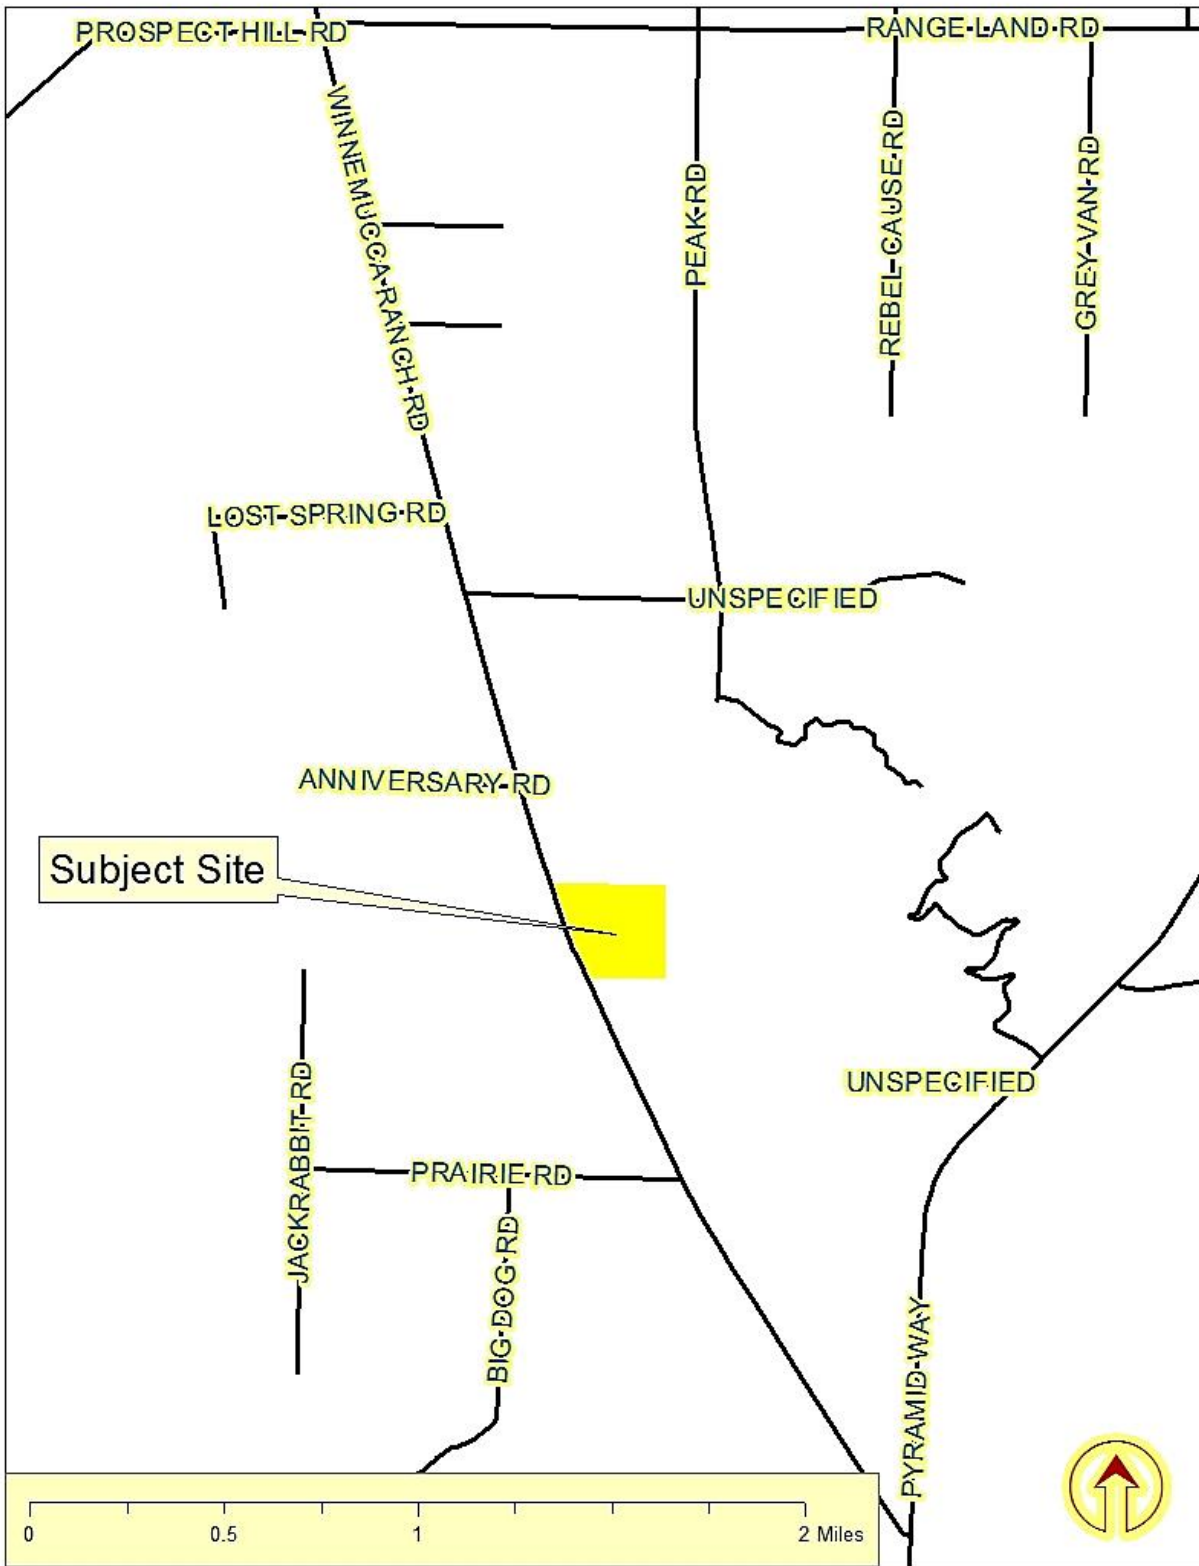 PROSPECT HILL RD
RANGE LAND RD
WINNEMUCCA RANCH RD
PEAK RD
REBEL CAUSE RD
GREY VAN RD
LOST SPRING RD
UNSPECIFIED
ANNIVERSARY RD
Subject Site
JACKRABBIT RD
UNSPECIFIED
PRAIRIE RD
BIG DOG RD
PYRAMID WAY
0 0.5 1 2 Miles